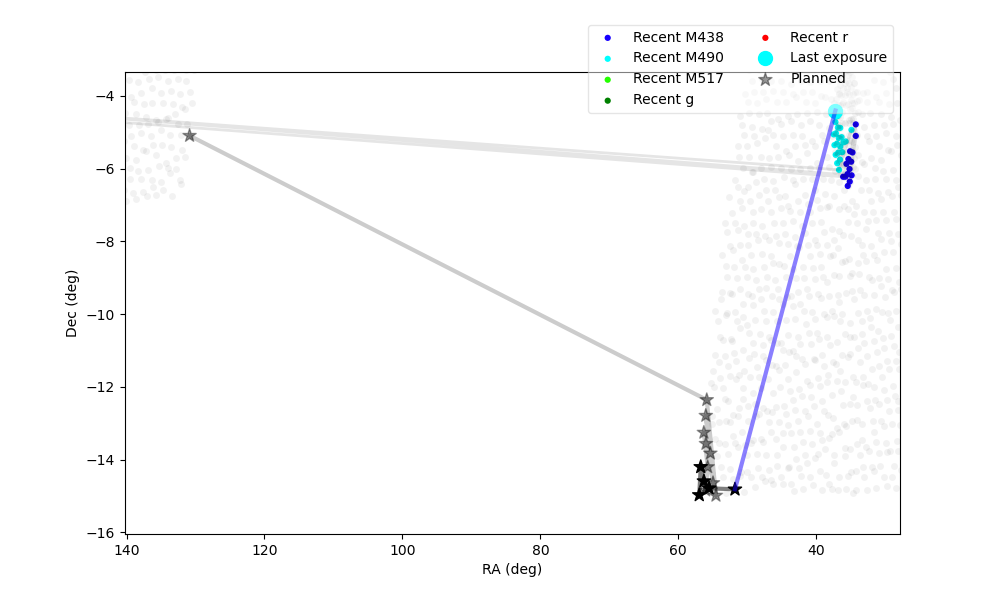 Recent M438
Recent M490
Recent M517
Recent g
Recent r
Last exposure
Planned
−4
−6
−8
−10
−12
−14
−16
Dec (deg)
140
120
100
80
60
40
RA (deg)